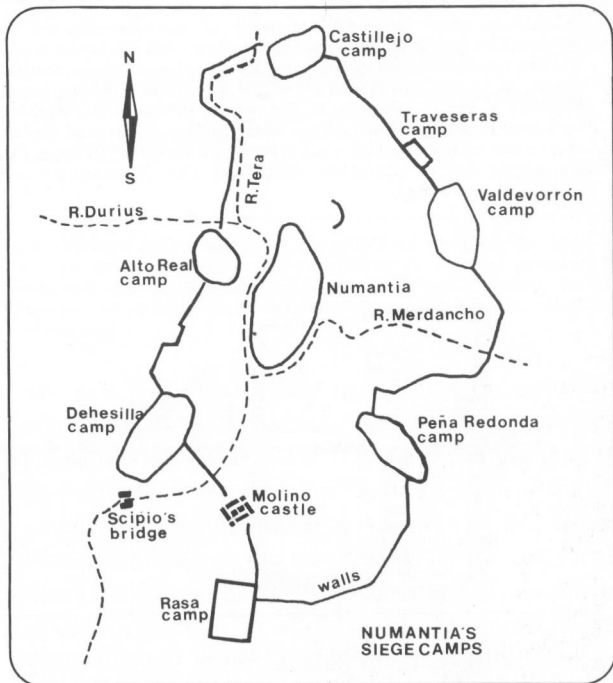 Castillejo
camp
N
Traveseras
camp
S
R.Tera
Valdevorrón
camp
R.Durius
Alto Real
camp
Numantia
R.Merdancho
Dehesilla
camp
Peña Redonda
camp
Molino
castle
Scipio's
bridge
walls
Rasa
camp
NUMANTIA'S
SIEGE CAMPS